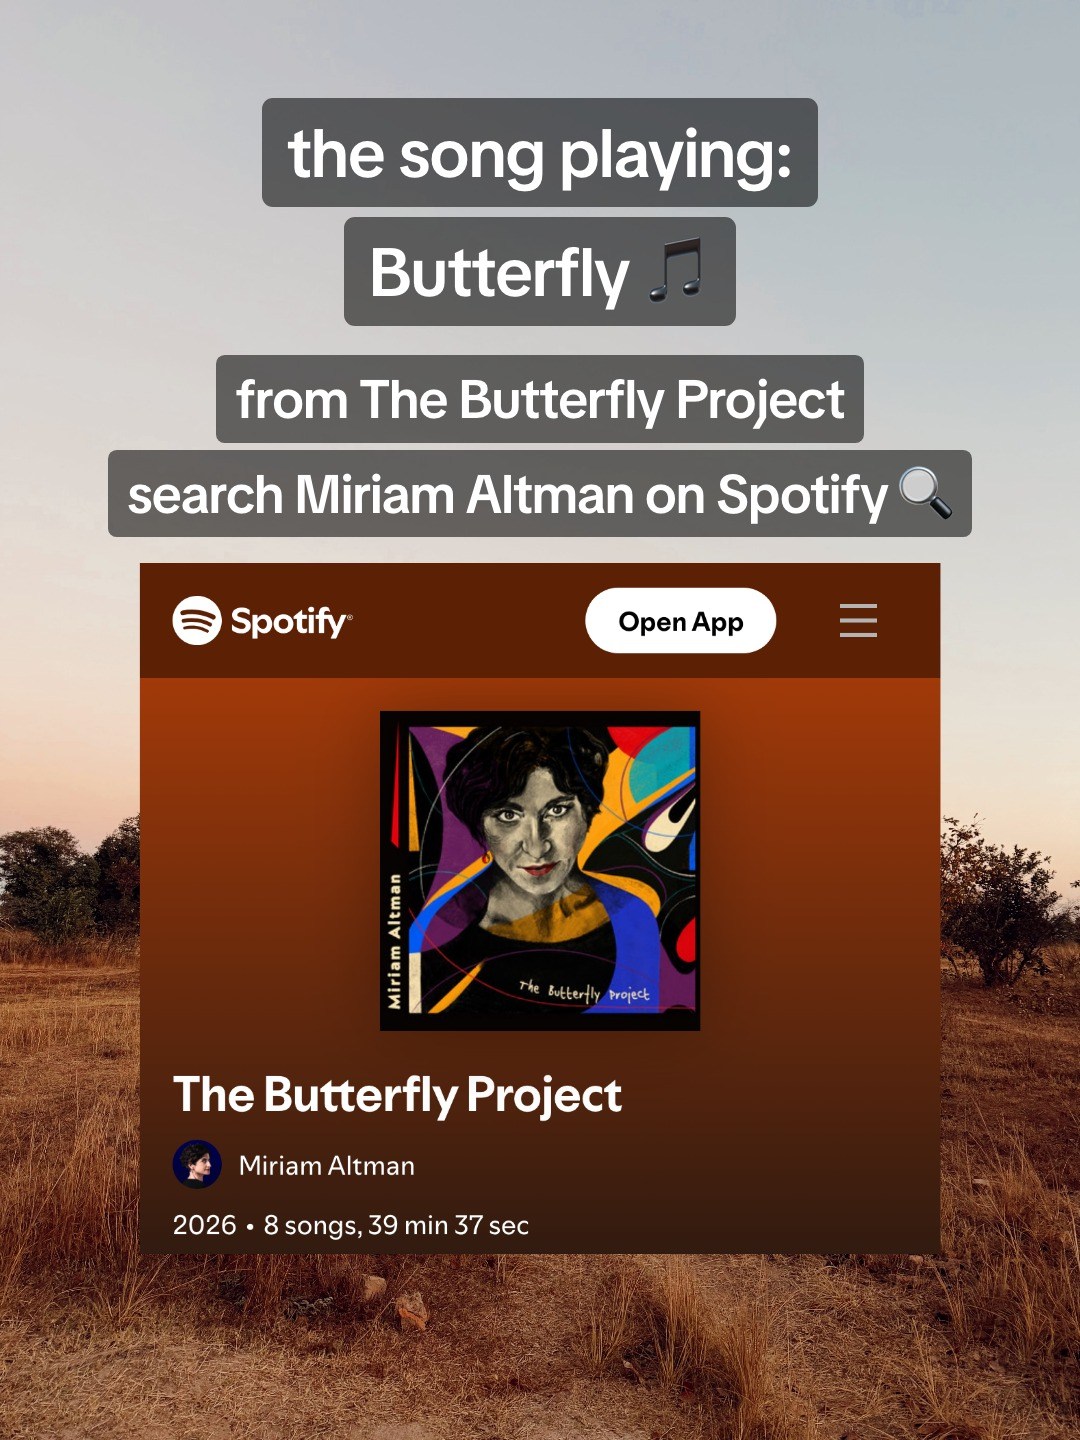 the song playing:
Butterfly 🎵
from The Butterfly Project
search Miriam Altman on Spotify 🔍
Spotify®
Open App
Miriam Altman
The Butterfly Project
The Butterfly Project
Miriam Altman
2026 • 8 songs, 39 min 37 sec